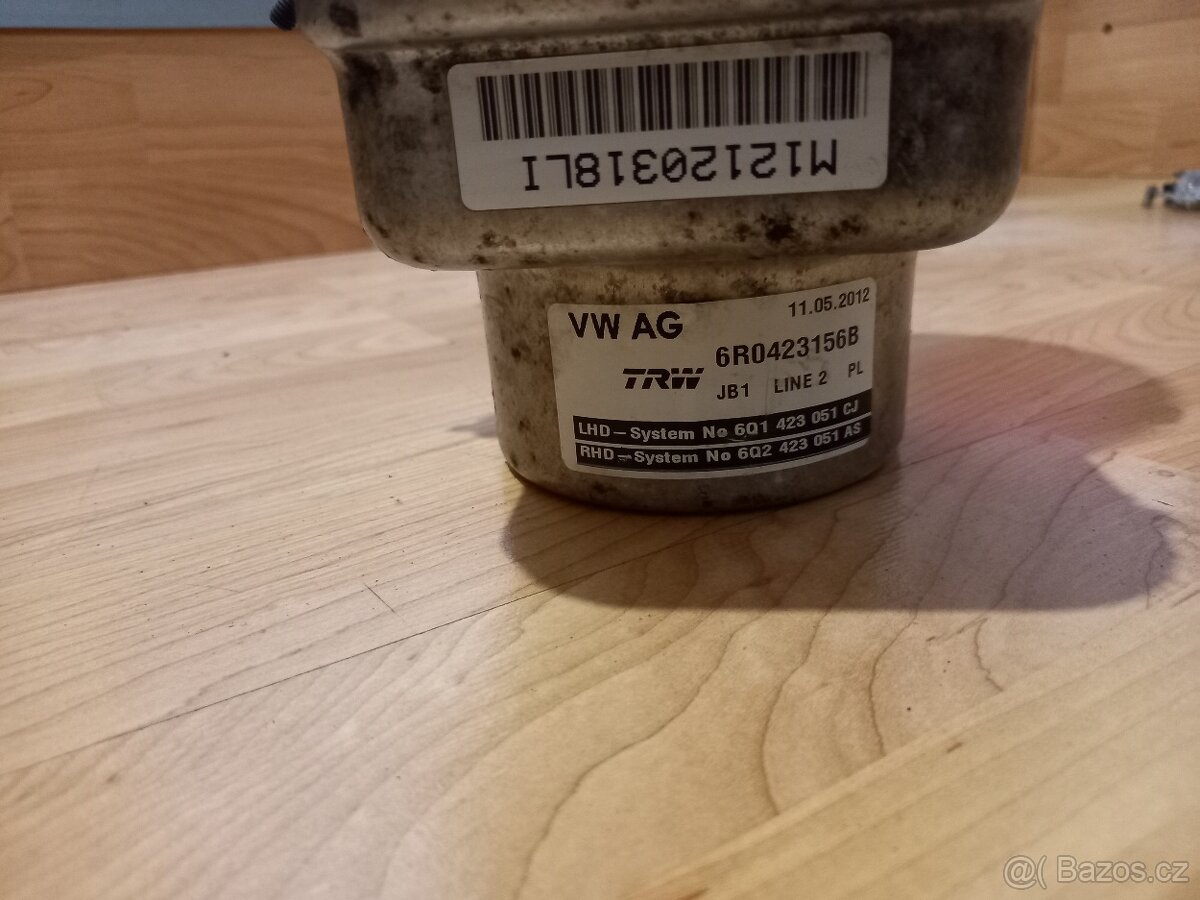 M12120318LI
VW AG 11.05.2012
6R0423156B
TRW JB1 LINE 2 PL
LHD-System No 6Q1 423 051 CJ
RHD-System No 6Q2 423 051 AS
@( Bazos.cz